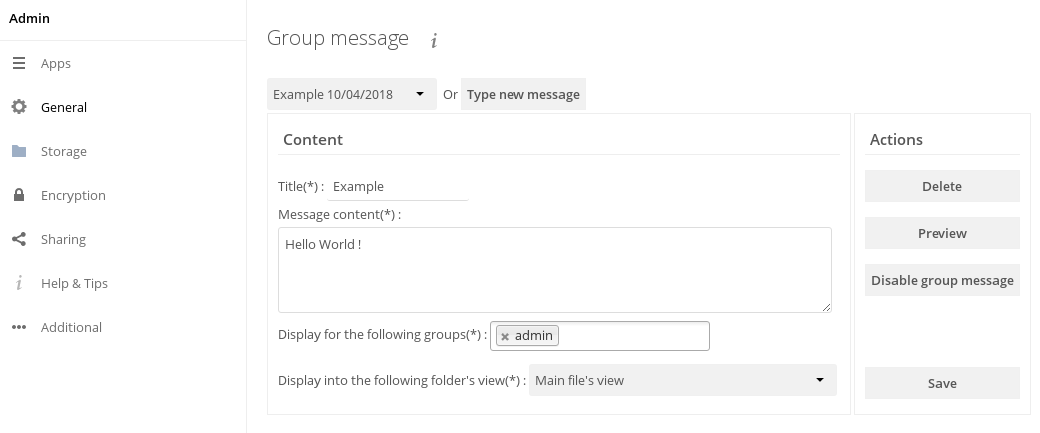 Admin
Apps
General
Storage
Encryption
Sharing
Help & Tips
Additional
Group message i
Example 10/04/2018 Or Type new message
Content
Title(*) : Example
Message content(*) :
Hello World !
Display for the following groups(*) : admin
Display into the following folder's view(*) : Main file's view
Actions
Delete
Preview
Disable group message
Save